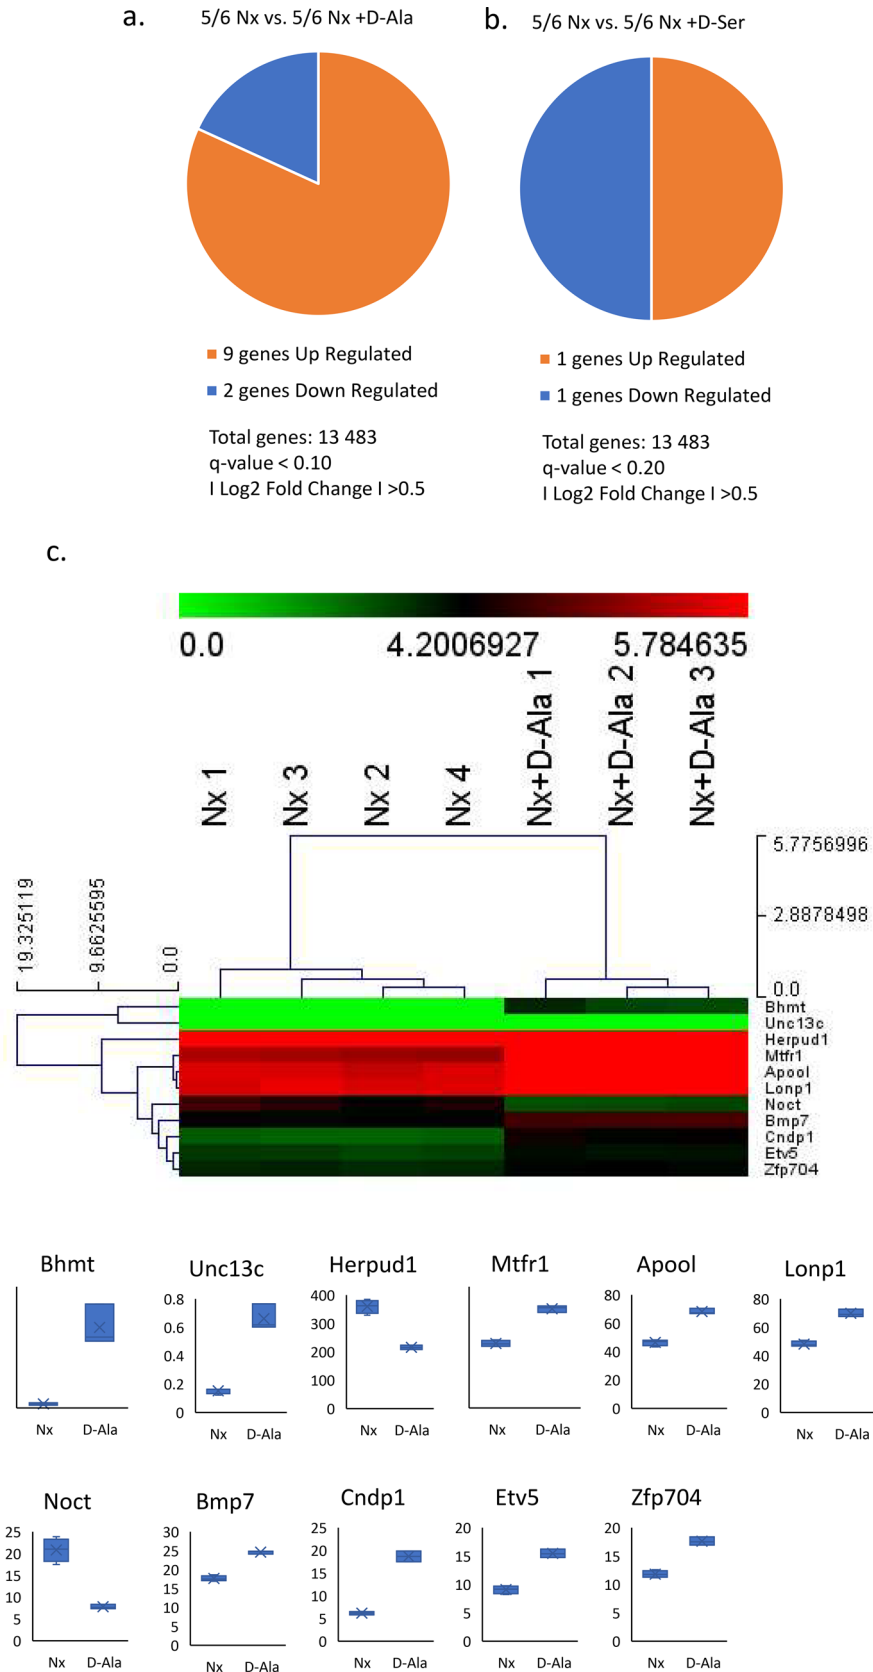 a.
5/6 Nx vs. 5/6 Nx +D-Ala
b.
5/6 Nx vs. 5/6 Nx +D-Ser
9 genes Up Regulated
2 genes Down Regulated
Total genes: 13 483
q-value < 0.10
I Log2 Fold Change I >0.5
1 genes Up Regulated
1 genes Down Regulated
Total genes: 13 483
q-value < 0.20
I Log2 Fold Change I >0.5
c.
0.0 4.2006927 5.784635
Nx 1
Nx 3
Nx 2
Nx 4
Nx+D-Ala 1
Nx+D-Ala 2
Nx+D-Ala 3
5.7756996
2.8878498
0.0
19.325119
9.6625595
0.0
Bhmt
Unc13c
Herpud1
Mtfr1
Apool
Lonp1
Noct
Bmp7
Cndp1
Etv5
Zfp704
Bhmt
Nx D-Ala
Unc13c
0.8
0.6
0.4
0.2
0
Nx D-Ala
Herpud1
400
300
200
100
0
Nx D-Ala
Mtfr1
Nx D-Ala
Apool
80
60
40
20
0
Nx D-Ala
Lonp1
80
60
40
20
0
Nx D-Ala
Noct
25
20
15
10
5
0
Nx D-Ala
Bmp7
30
25
20
15
10
5
0
Nx D-Ala
Cndp1
25
20
15
10
5
0
Nx D-Ala
Etv5
20
15
10
5
0
Nx D-Ala
Zfp704
20
15
10
5
0
Nx D-Ala